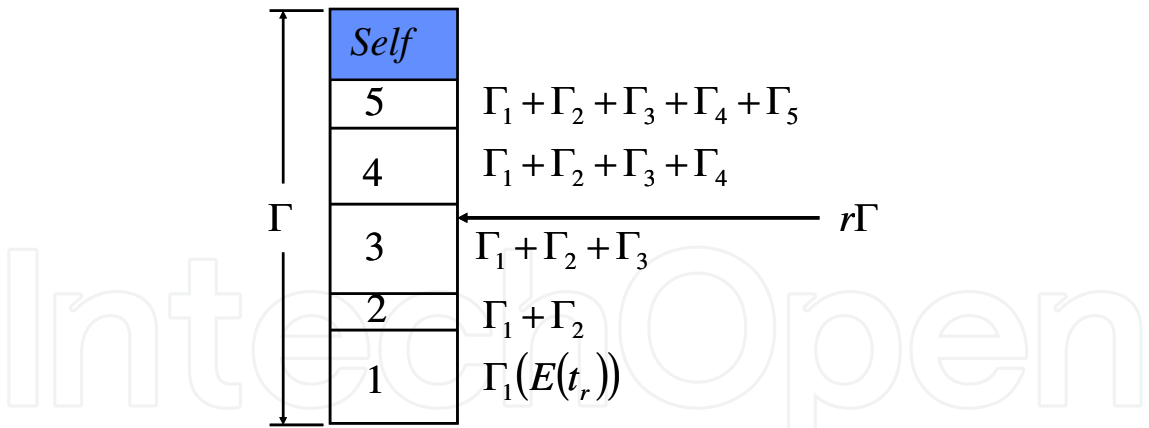 Self
5 Γ₁ + Γ₂ + Γ₃ + Γ₄ + Γ₅
4 Γ₁ + Γ₂ + Γ₃ + Γ₄
Γ rΓ
3 Γ₁ + Γ₂ + Γ₃
2 Γ₁ + Γ₂
1 Γ₁(E(tᵣ))
IntechOpen